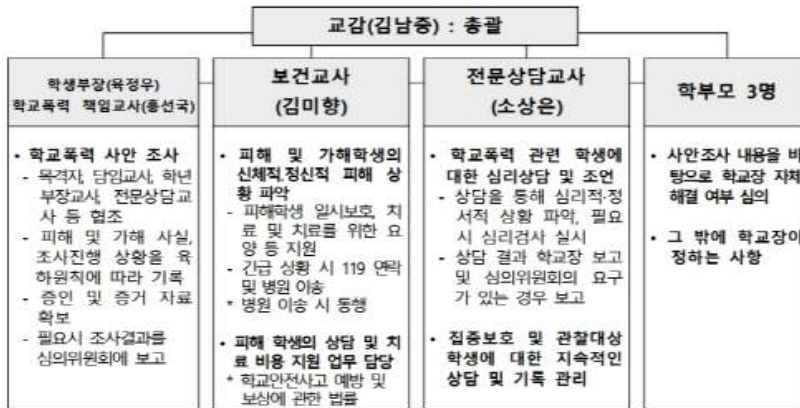 교감(김남중) : 총괄
학생부장(육정우)
학교폭력 책임교사(홍선국)
• 학교폭력 사안 조사
- 목격자, 담임교사, 학년
부장교사, 전문상담교
사 등 협조
- 피해 및 가해 사실,
조사진행 상황을 육
하원칙에 따라 기록
- 증인 및 증거 자료
확보
- 필요시 조사결과를
심의위원회에 보고
보건교사
(김미향)
• 피해 및 가해학생의
신체적,정신적 피해 상
황 파악
- 피해학생 일시보호, 치
료 및 치료를 위한 요
양 등 지원
- 긴급 상황 시 119 연락
및 병원 이송
* 병원 이송 시 동행
• 피해 학생의 상담 및 치
료 비용 지원 업무 담당
* 학교안전사고 예방 및
보상에 관한 법률
전문상담교사
(소상은)
• 학교폭력 관련 학생에
대한 심리상담 및 조언
- 상담을 통해 심리적·정
서적 상황 파악, 필요
시 심리검사 실시
- 상담 결과 학교장 보고
및 심의위원회의 요구
가 있는 경우 보고
• 집중보호 및 관찰대상
학생에 대한 지속적인
상담 및 기록 관리
학부모 3명
• 사안조사 내용을 바
탕으로 학교장 자체
해결 여부 심의
• 그 밖에 학교장이
정하는 사항